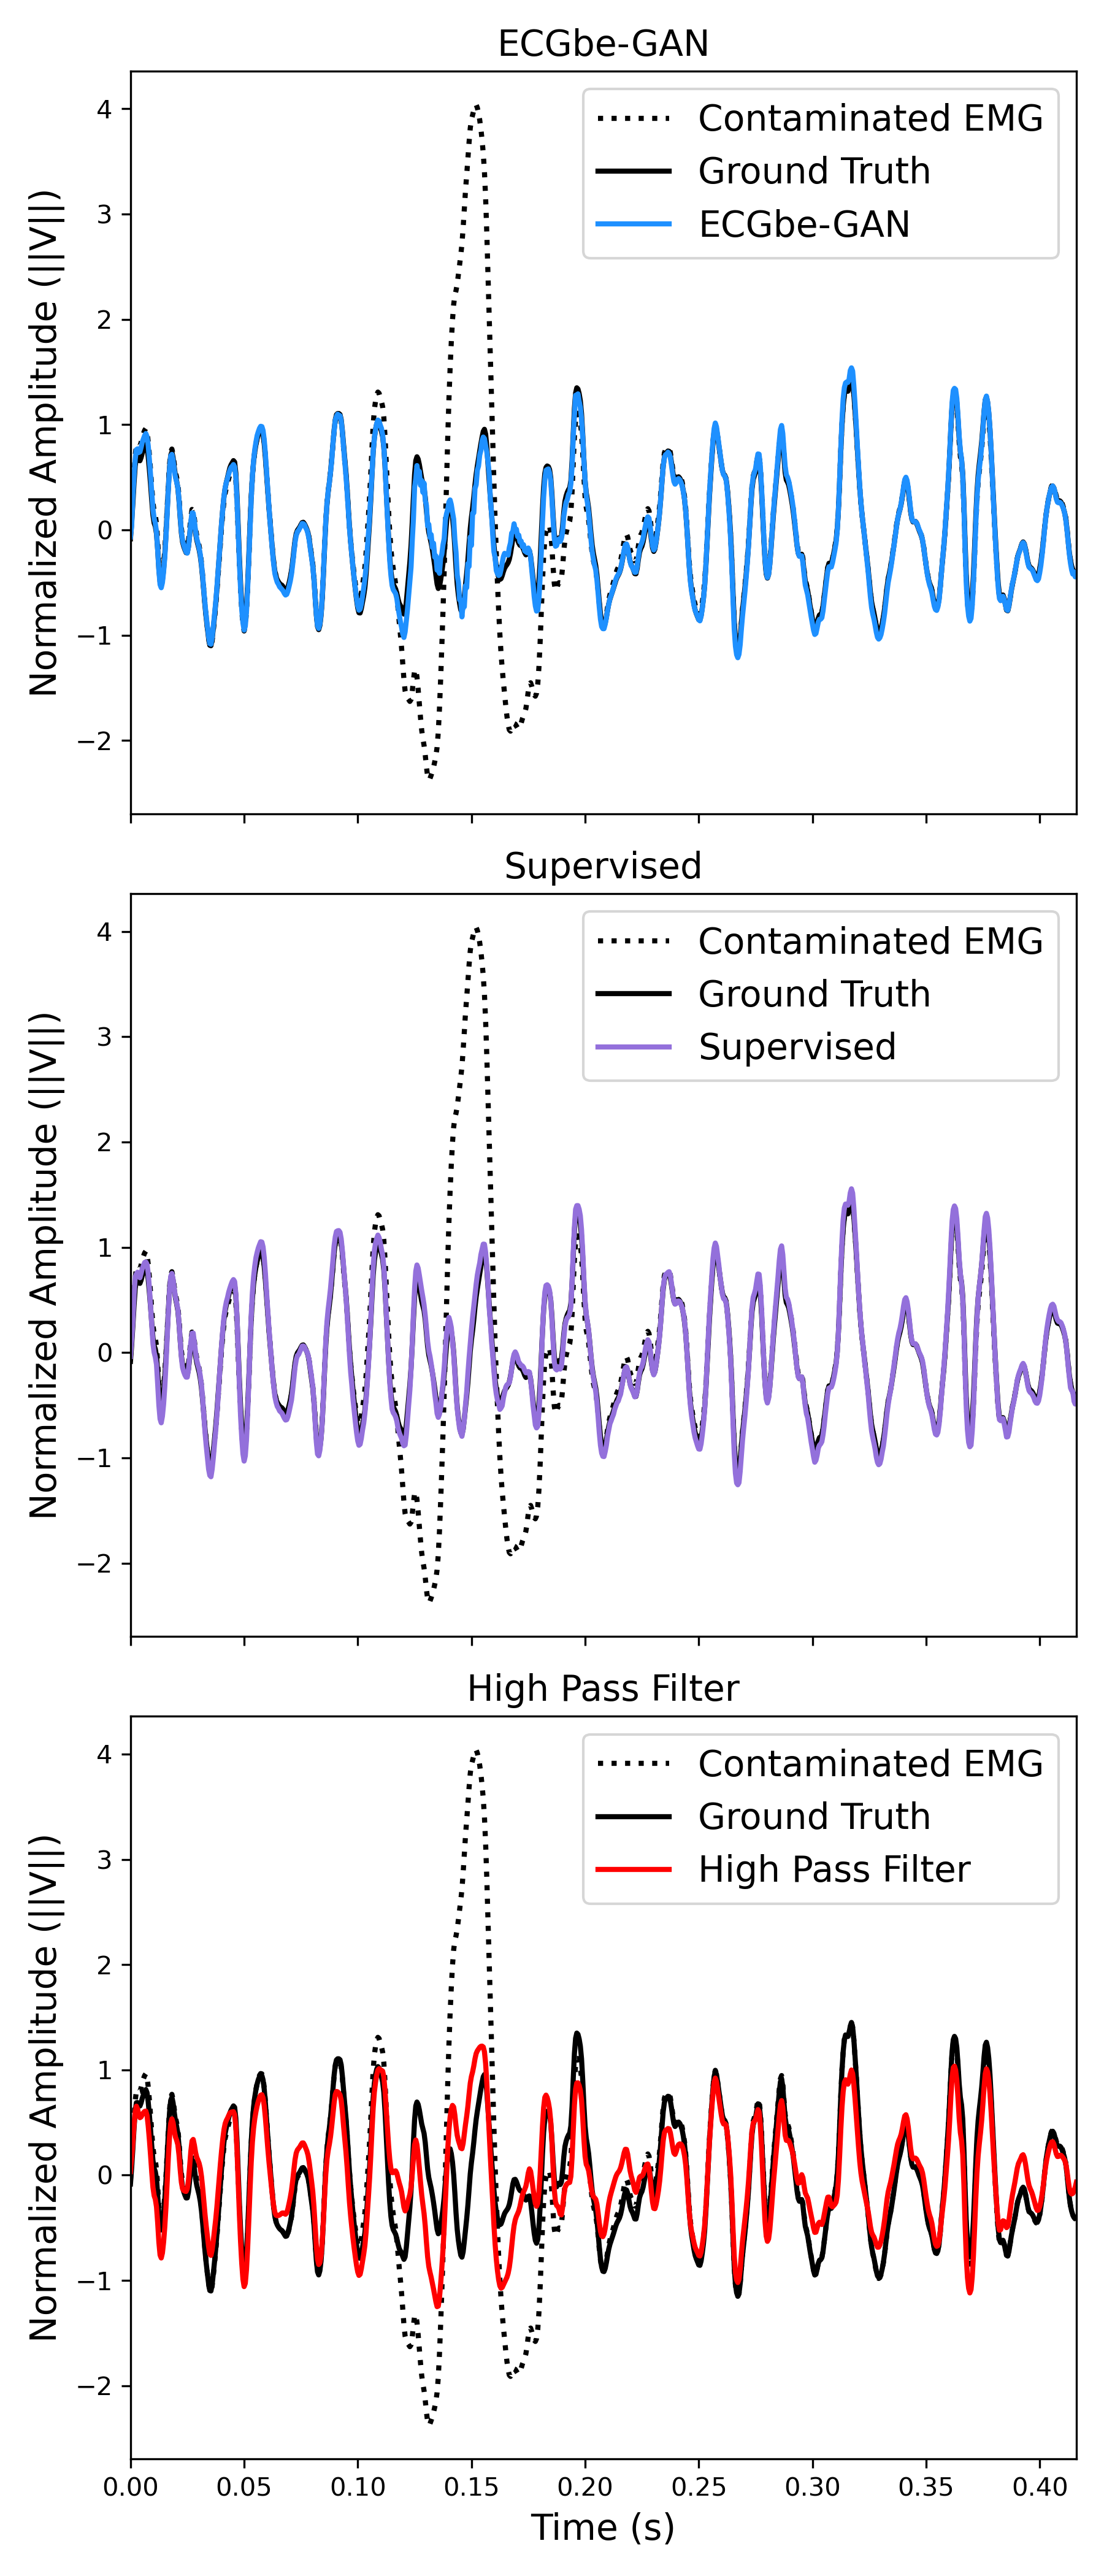 ECGbe-GAN
Normalized Amplitude (||V||)
4
3
2
1
0
−1
−2
Contaminated EMG
Ground Truth
ECGbe-GAN
Supervised
Normalized Amplitude (||V||)
4
3
2
1
0
−1
−2
Contaminated EMG
Ground Truth
Supervised
High Pass Filter
Normalized Amplitude (||V||)
4
3
2
1
0
−1
−2
Contaminated EMG
Ground Truth
High Pass Filter
0.00 0.05 0.10 0.15 0.20 0.25 0.30 0.35 0.40
Time (s)